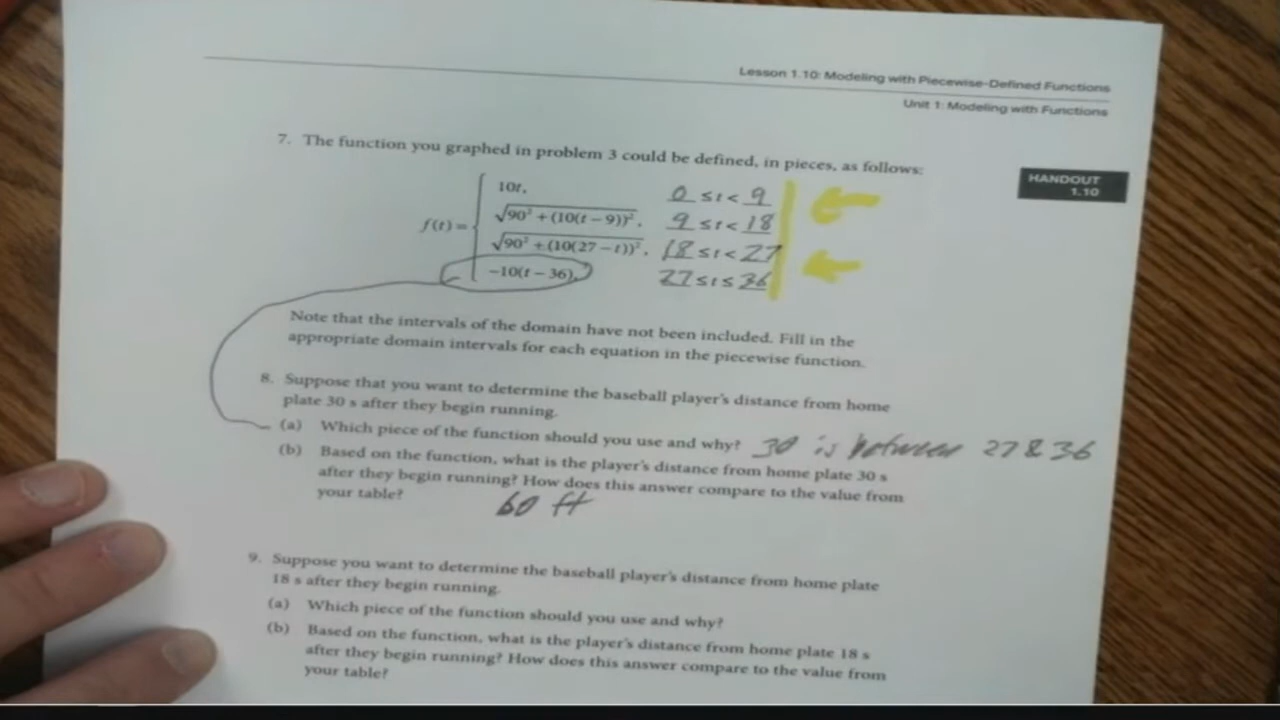 Lesson 1.10: Modeling with Piecewise-Defined Functions
Unit 1: Modeling with Functions
HANDOUT
1.10
7. The function you graphed in problem 3 could be defined, in pieces, as follows:
10t, 0 ≤ t < 9
√90² + (10(t − 9))², 9 ≤ t < 18
f(t) =
√90² + (10(27 − t))², 18 ≤ t < 27
−10(t − 36), 27 ≤ t ≤ 36
Note that the intervals of the domain have not been included. Fill in the
appropriate domain intervals for each equation in the piecewise function.
8. Suppose that you want to determine the baseball player's distance from home
plate 30 s after they begin running.
(a) Which piece of the function should you use and why? 30 is between 27 & 36
(b) Based on the function, what is the player's distance from home plate 30 s
after they begin running? How does this answer compare to the value from
your table? 60 ft
9. Suppose you want to determine the baseball player's distance from home plate
18 s after they begin running.
(a) Which piece of the function should you use and why?
(b) Based on the function, what is the player's distance from home plate 18 s
after they begin running? How does this answer compare to the value from
your table?